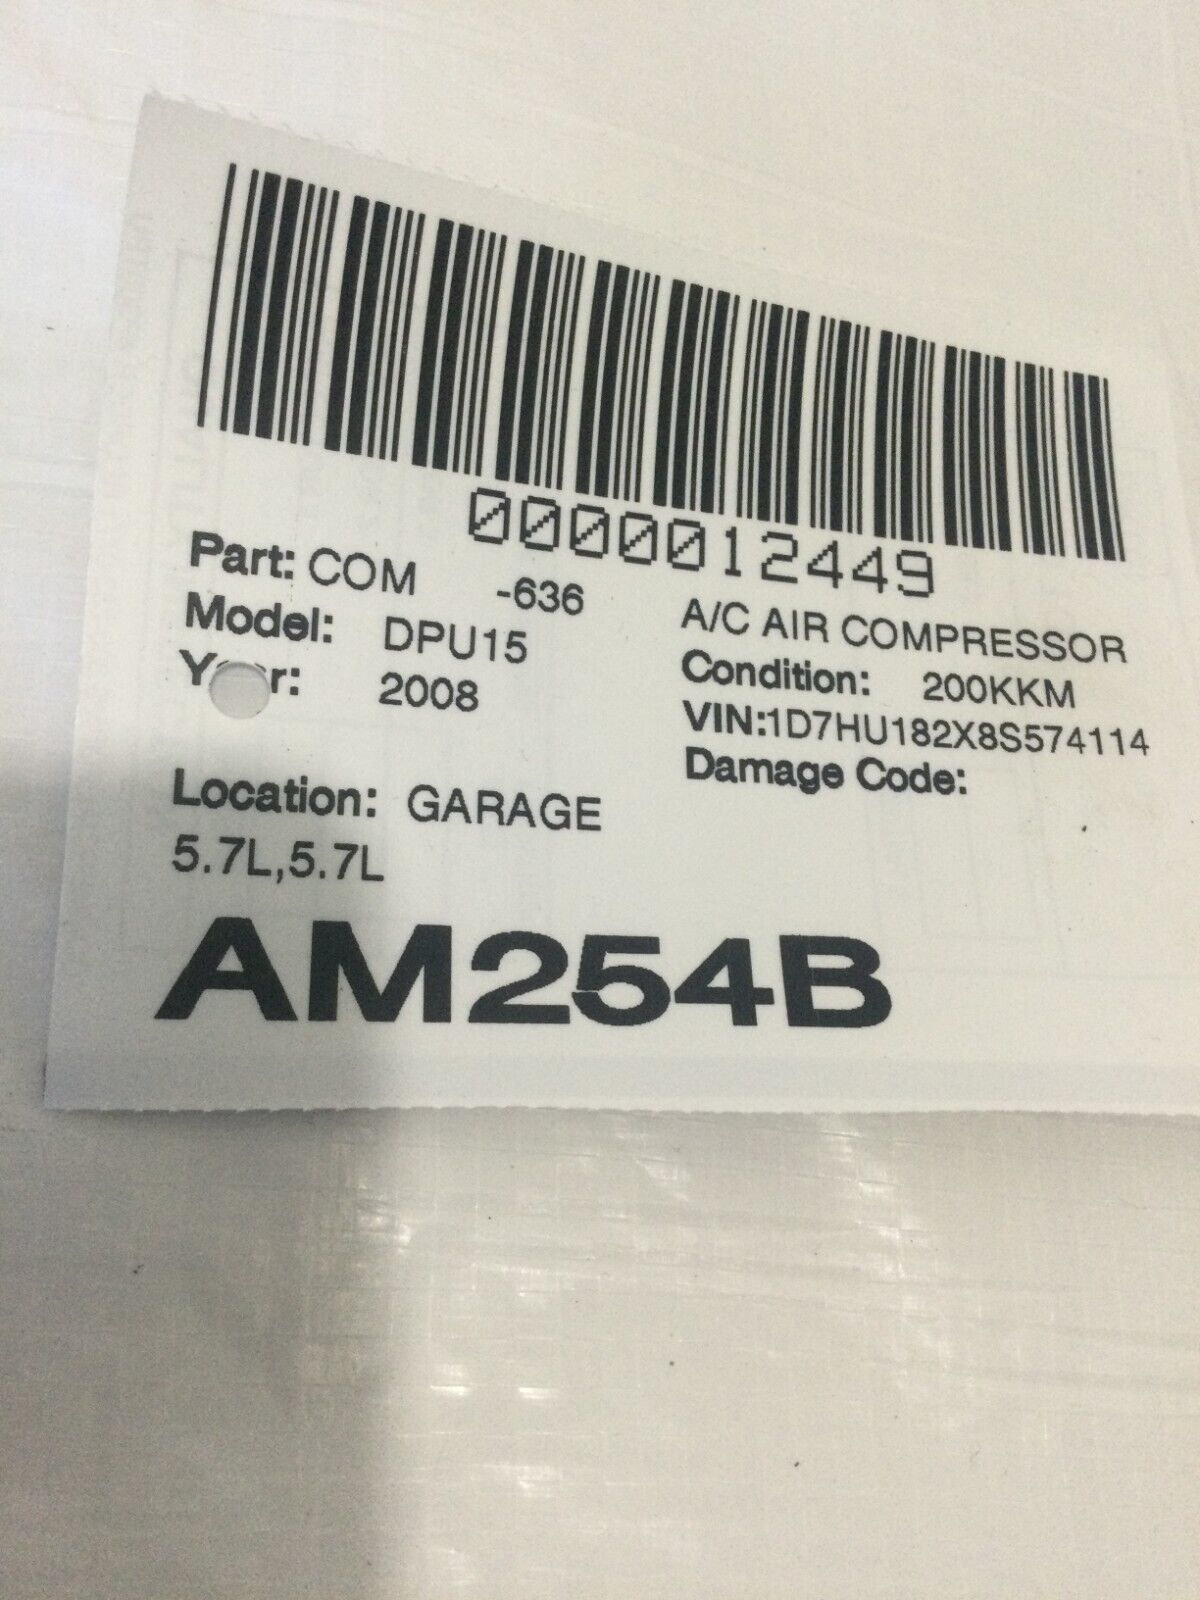 0000012449
Part: COM -636 A/C AIR COMPRESSOR
Model: DPU15 Condition: 200KKM
2008 VIN:1D7HU182X8S574114
Damage Code:
Location: GARAGE
5.7L,5.7L
AM254B